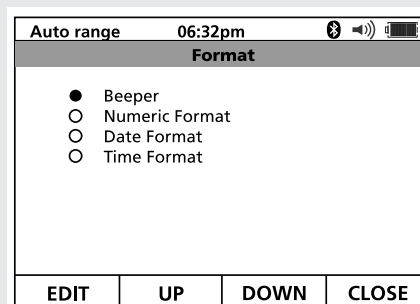 Auto range 06:32pm
Format
Beeper
Numeric Format
Date Format
Time Format
EDIT UP DOWN CLOSE